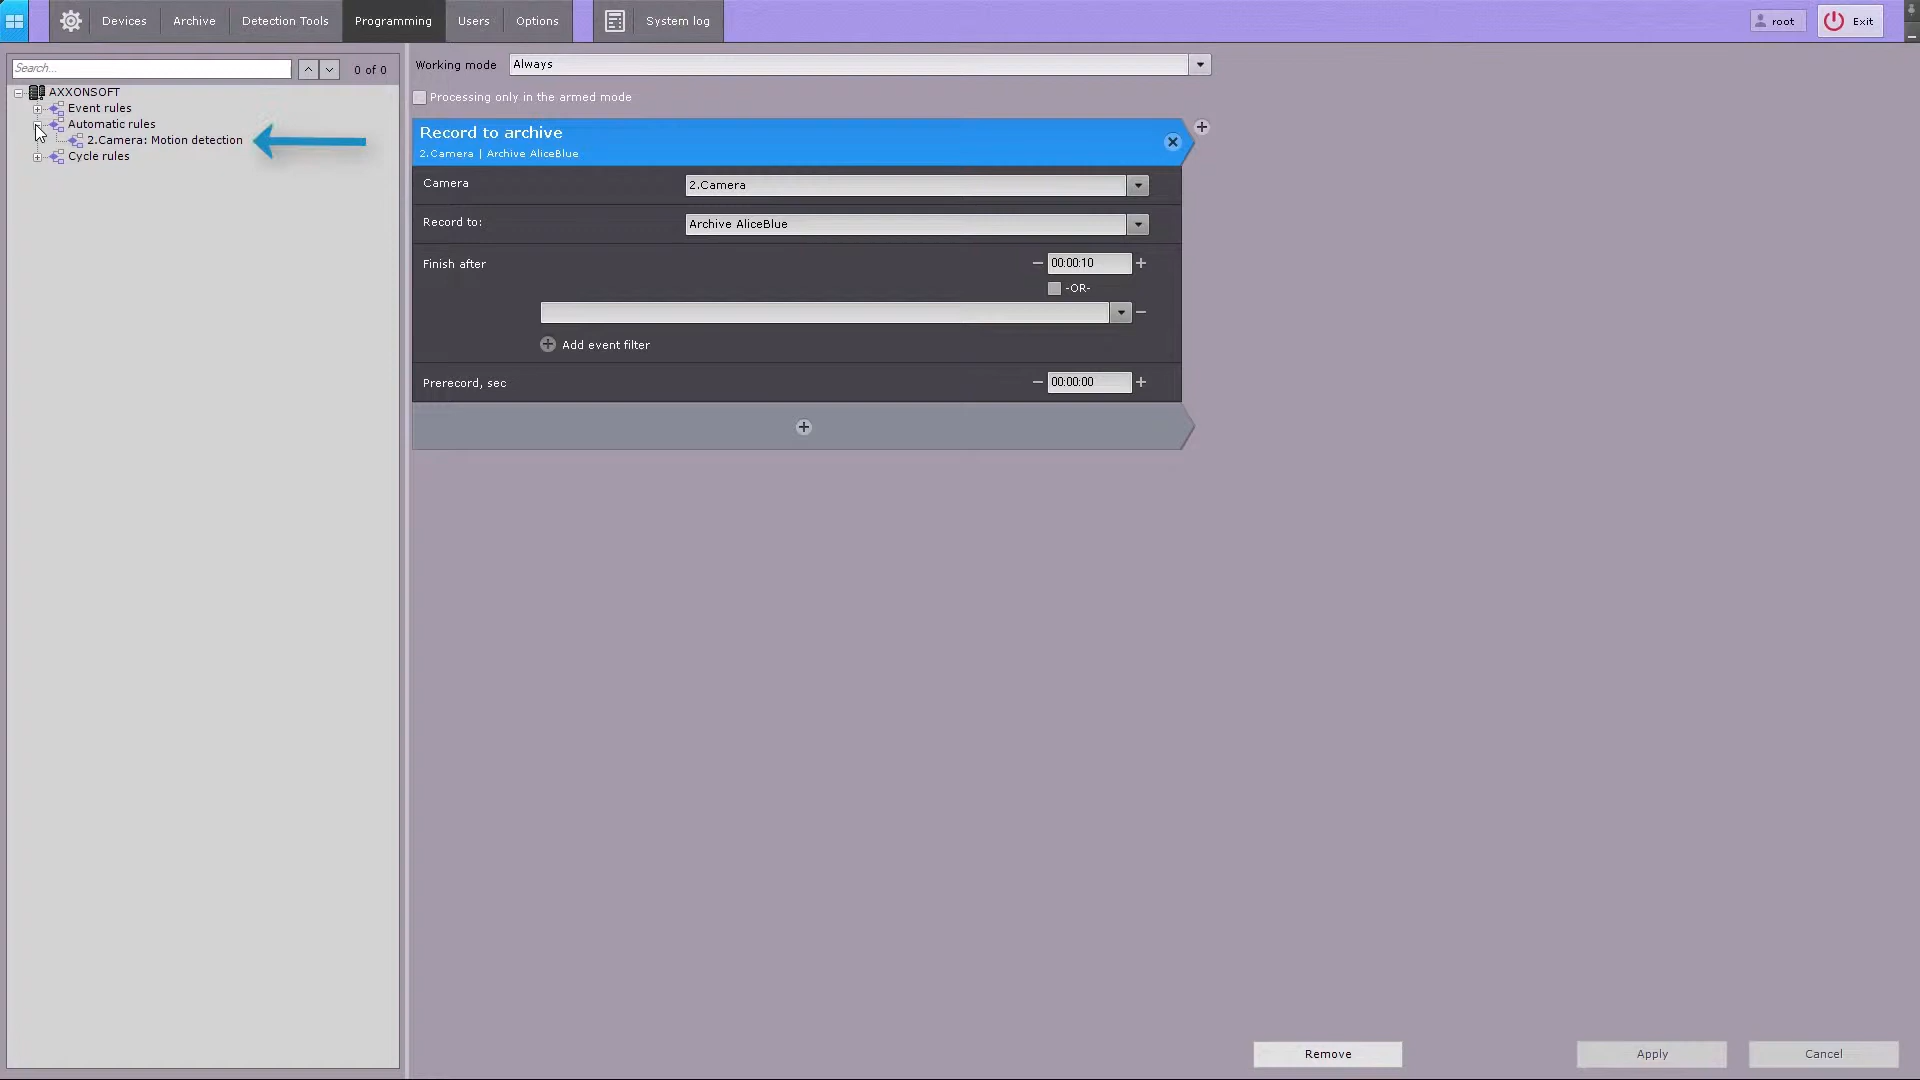 Devices Archive Detection Tools Programming Users Options System log root Exit
Search... 0 of 0
AXXONSOFT
Event rules
Automatic rules
2.Camera: Motion detection
Cycle rules
Working mode Always
Processing only in the armed mode
Record to archive
2.Camera | Archive AliceBlue
Camera 2.Camera
Record to: Archive AliceBlue
Finish after 00:00:10
-OR-
Add event filter
Prerecord, sec 00:00:00
Remove Apply Cancel